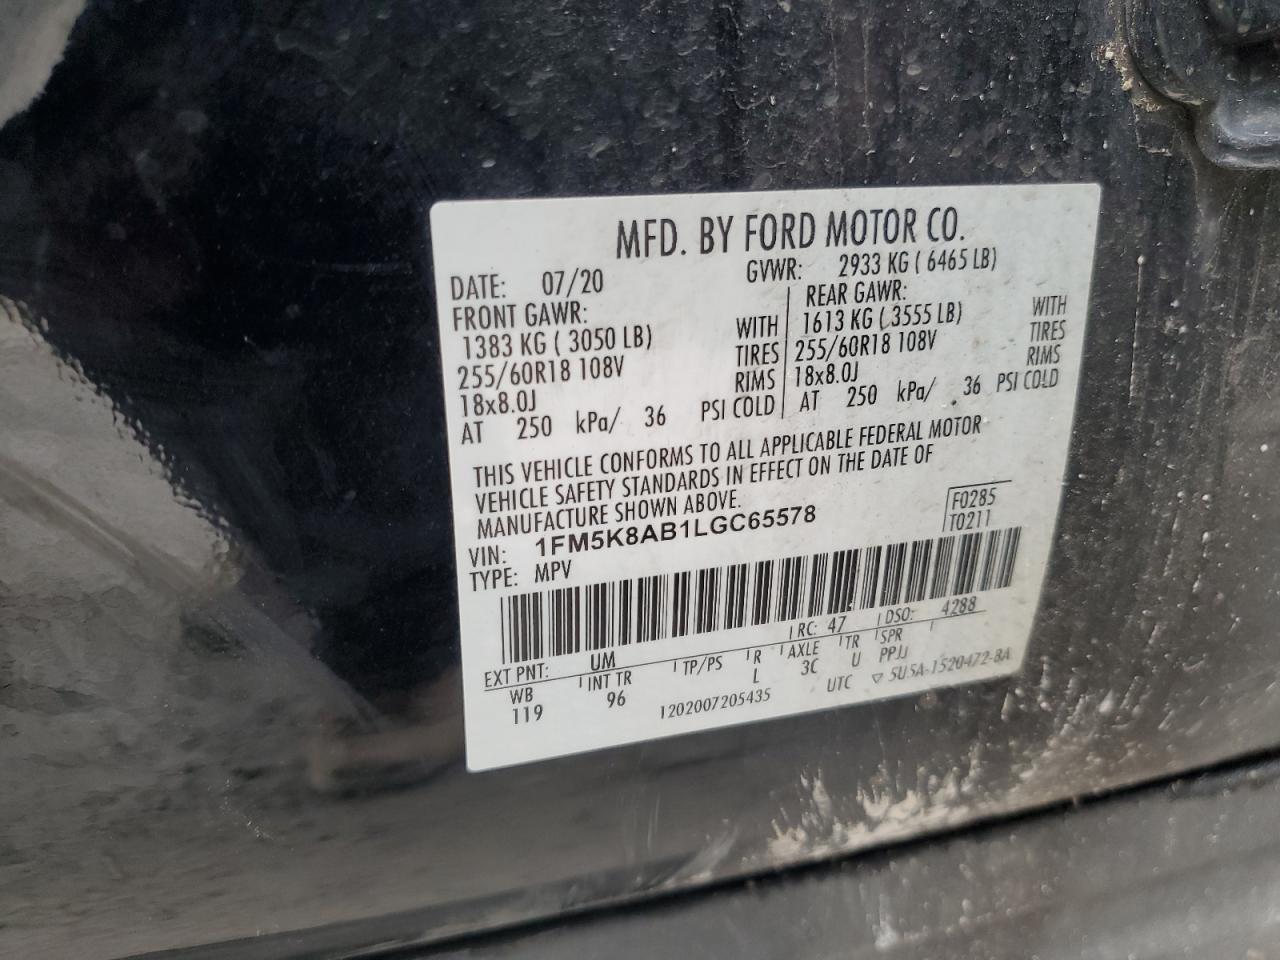 MFD. BY FORD MOTOR CO.
DATE: 07/20 GVWR: 2933 KG ( 6465 LB)
FRONT GAWR: REAR GAWR:
1383 KG ( 3050 LB) WITH 1613 KG ( 3555 LB) WITH
255/60R18 108V TIRES 255/60R18 108V TIRES
18x8.0J RIMS 18x8.0J RIMS
AT 250 kPa/ 36 PSI COLD AT 250 kPa/ 36 PSI COLD
THIS VEHICLE CONFORMS TO ALL APPLICABLE FEDERAL MOTOR
VEHICLE SAFETY STANDARDS IN EFFECT ON THE DATE OF
MANUFACTURE SHOWN ABOVE.
F0285
VIN: 1FM5K8AB1LGC65578 T0211
TYPE: MPV
EXT PNT: UM RC: 47 DSO: 4288
WB INT TR TP/PS R AXLE TR SPR
119 96 L 3C U PPJJ
1202007205435 UTC ▽ 5U5A-1520472-BA